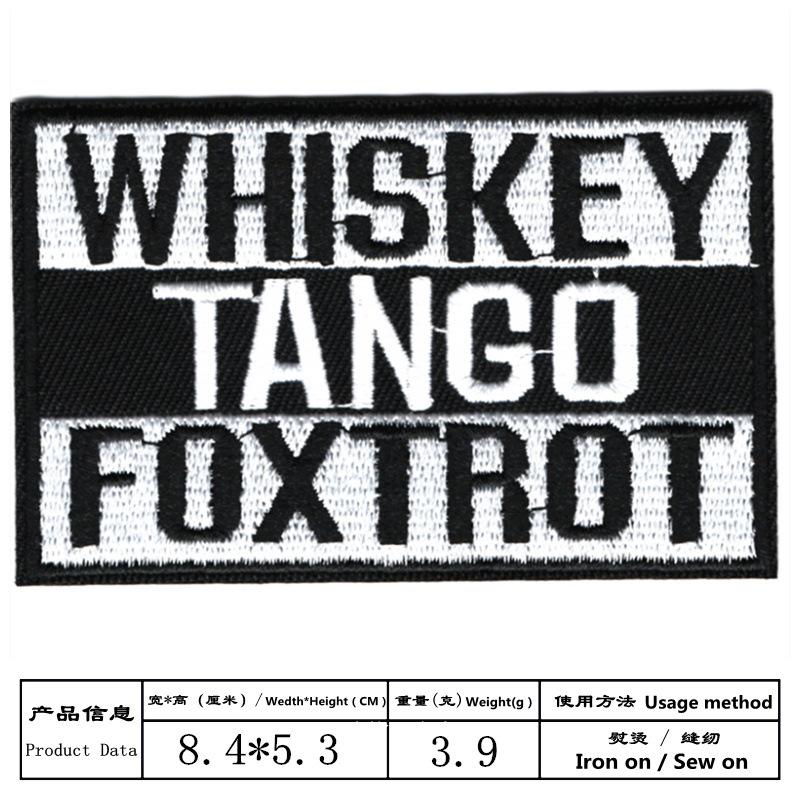 WHISKEY
TANGO
FOXTROT
产品信息
Product Data
宽*高（厘米）/Wedth*Height ( CM )
8.4*5.3
重量(克) Weight(g )
3.9
使用方法 Usage method
熨烫 / 缝纫
Iron on / Sew on